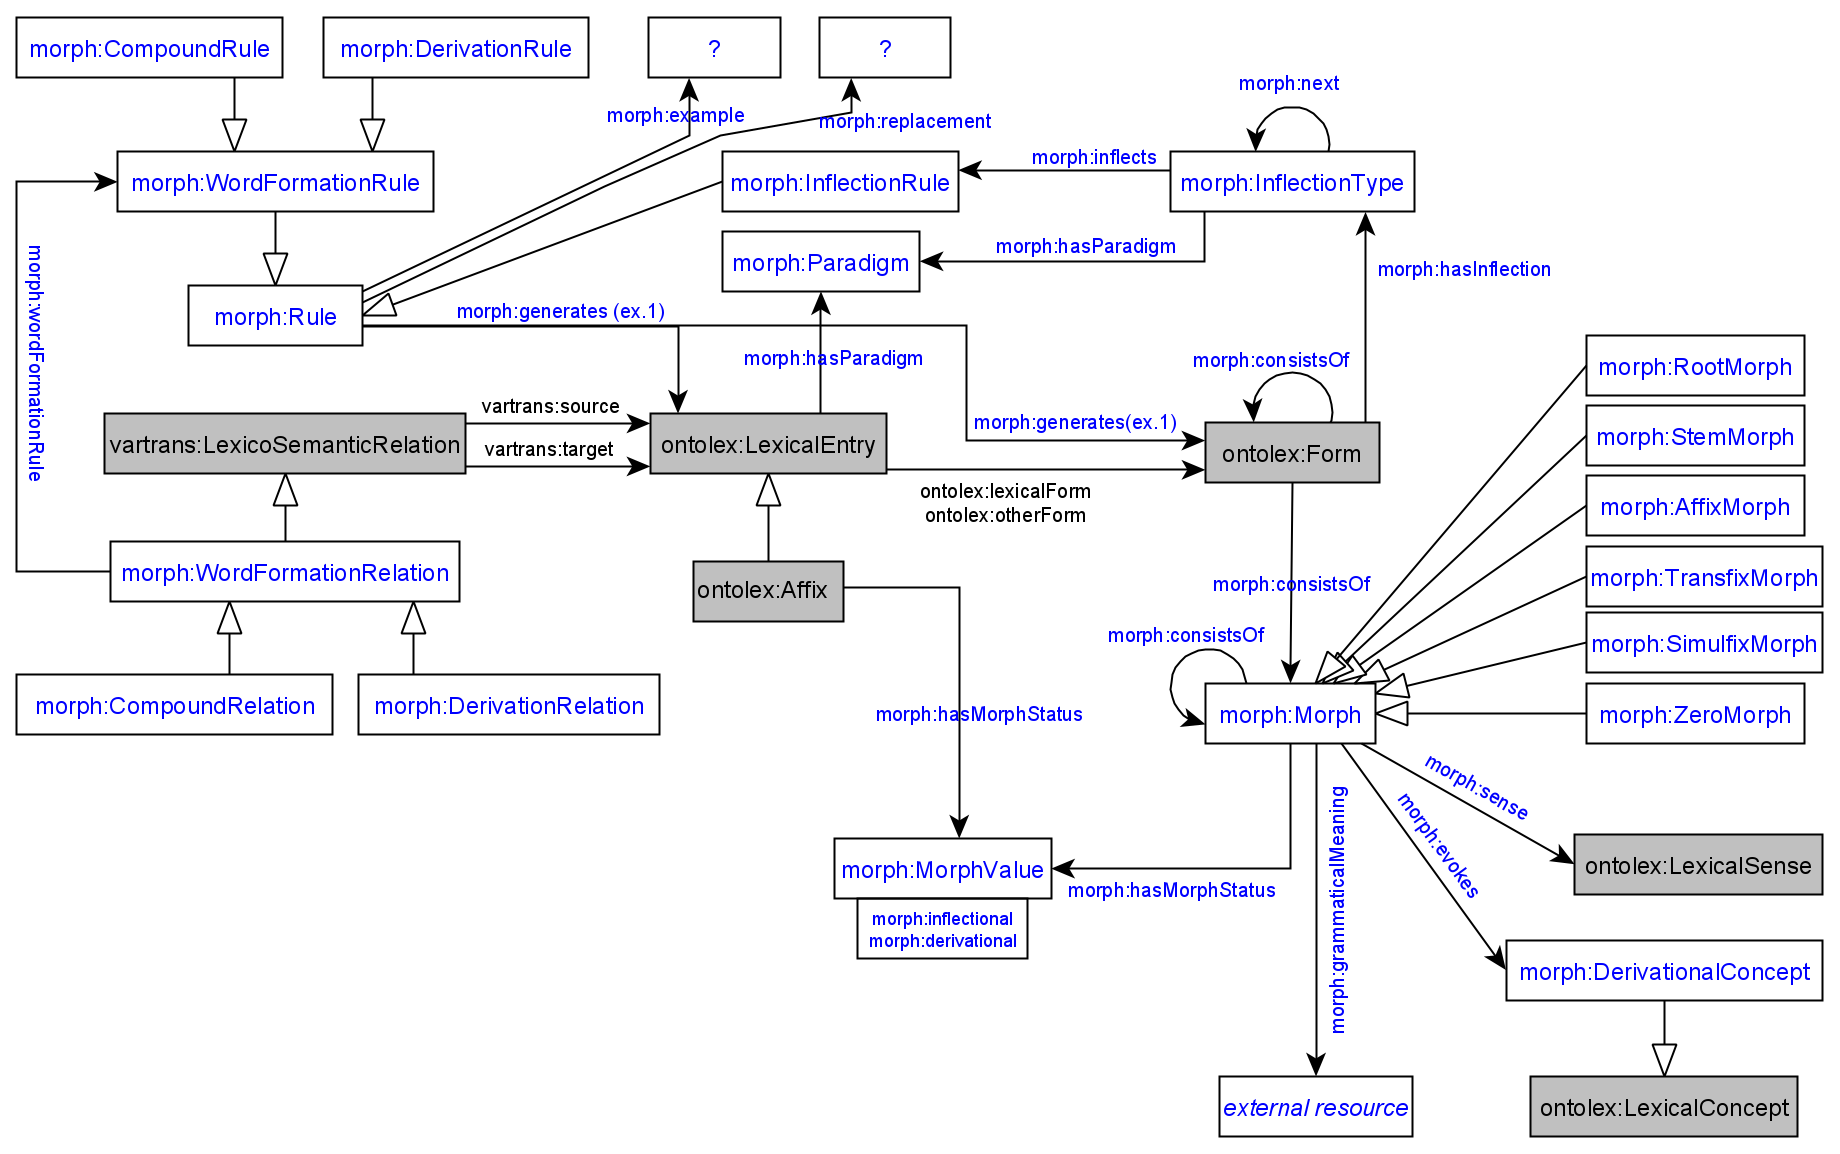 morph:CompoundRule
morph:DerivationRule
?
?
morph:next
morph:example
morph:replacement
morph:inflects
morph:WordFormationRule
morph:InflectionRule
morph:InflectionType
morph:hasParadigm
morph:Paradigm
morph:hasInflection
morph:wordFormationRule
morph:Rule
morph:generates (ex.1)
morph:hasParadigm
morph:consistsOf
morph:RootMorph
vartrans:source
morph:generates(ex.1)
morph:StemMorph
vartrans:LexicoSemanticRelation
vartrans:target
ontolex:LexicalEntry
ontolex:Form
ontolex:lexicalForm
ontolex:otherForm
morph:AffixMorph
morph:WordFormationRelation
ontolex:Affix
morph:consistsOf
morph:TransfixMorph
morph:consistsOf
morph:SimulfixMorph
morph:CompoundRelation
morph:DerivationRelation
morph:hasMorphStatus
morph:Morph
morph:ZeroMorph
morph:sense
morph:evokes
morph:grammaticalMeaning
morph:MorphValue
morph:hasMorphStatus
ontolex:LexicalSense
morph:inflectional
morph:derivational
morph:DerivationalConcept
external resource
ontolex:LexicalConcept